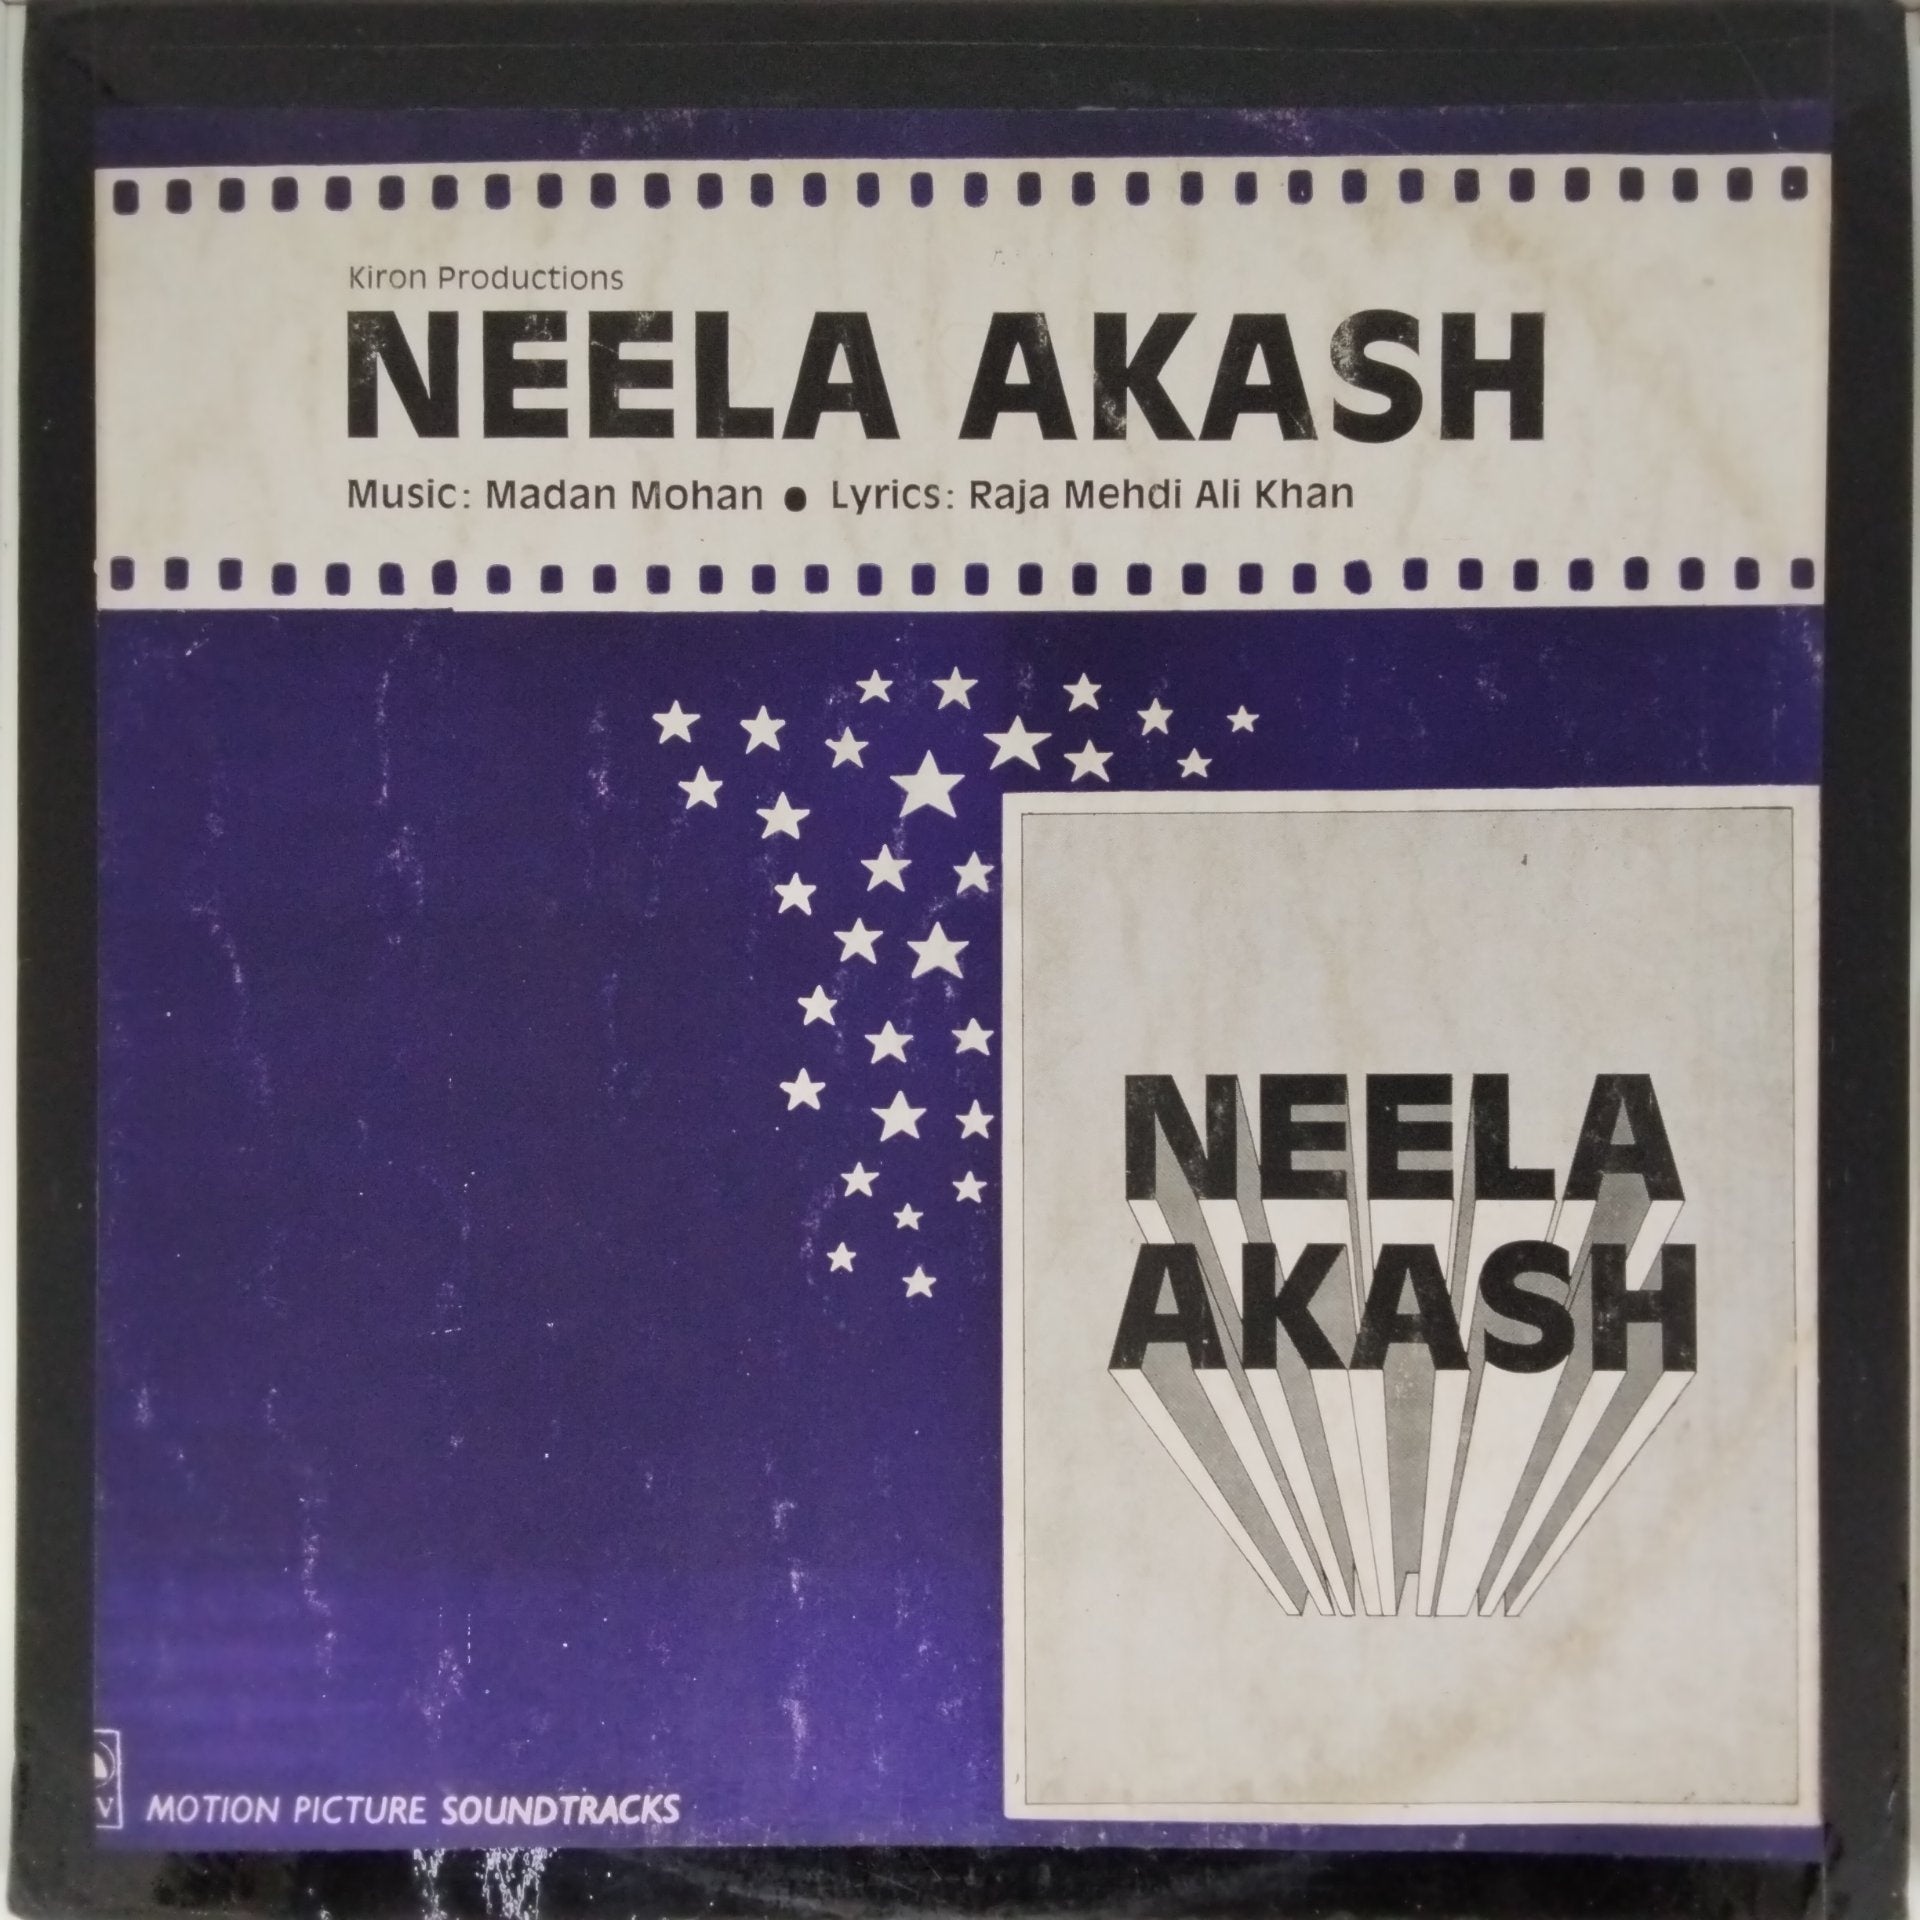 Kiron Productions
NEELA AKASH
Music: Madan Mohan ● Lyrics: Raja Mehdi Ali Khan
NEELA
AKASH
MOTION PICTURE SOUNDTRACKS